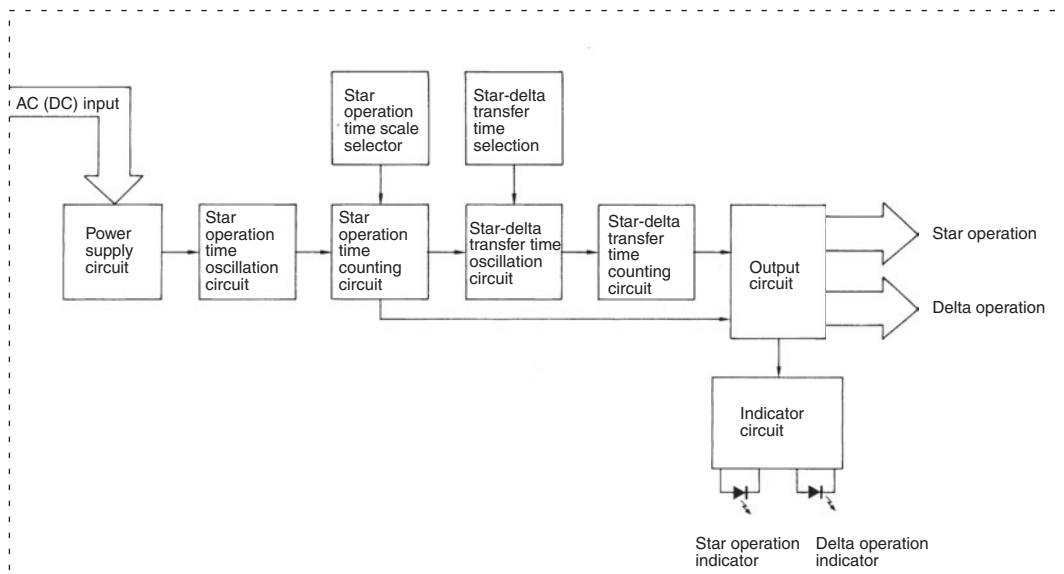 AC (DC) input
Star
operation
time scale
selector
Star-delta
transfer
time
selection
Power
supply
circuit
Star
operation
time
oscillation
circuit
Star
operation
time
counting
circuit
Star-delta
transfer time
oscillation
circuit
Star-delta
transfer
time
counting
circuit
Output
circuit
Star operation
Delta operation
Indicator
circuit
Star operation
indicator
Delta operation
indicator